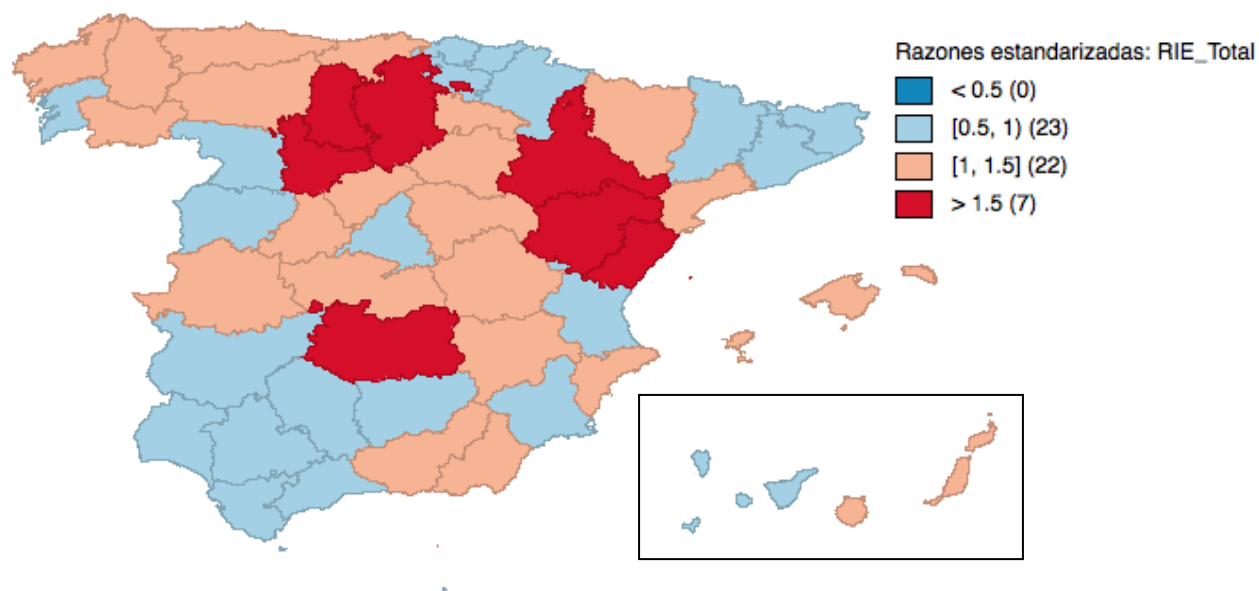 Razones estandarizadas: RIE_Total
< 0.5 (0)
[0.5, 1) (23)
[1, 1.5] (22)
> 1.5 (7)